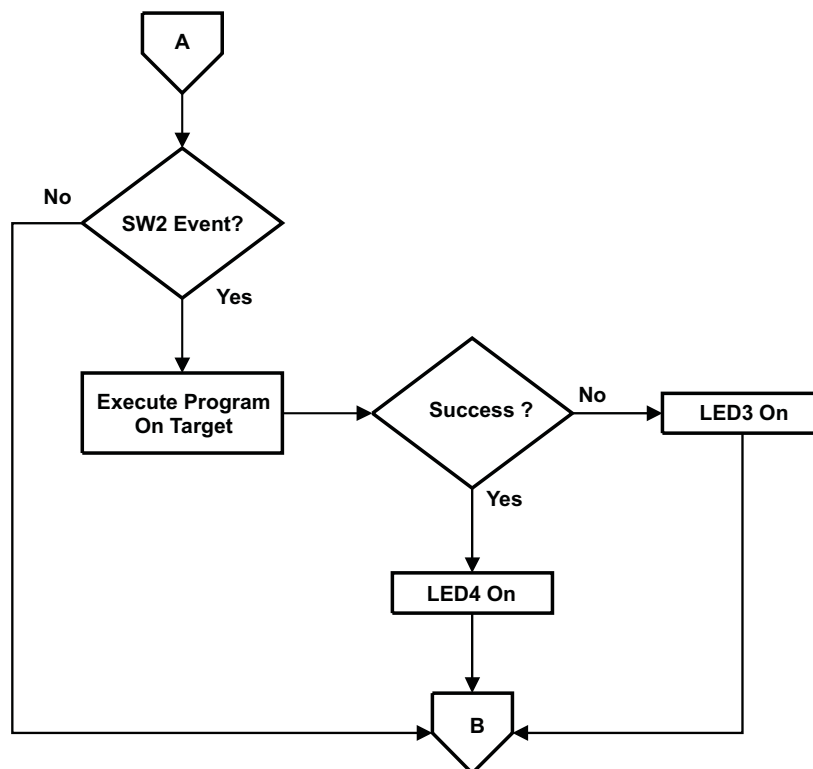 A
No
SW2 Event?
Yes
Execute Program
On Target
Success ?
No
LED3 On
Yes
LED4 On
B